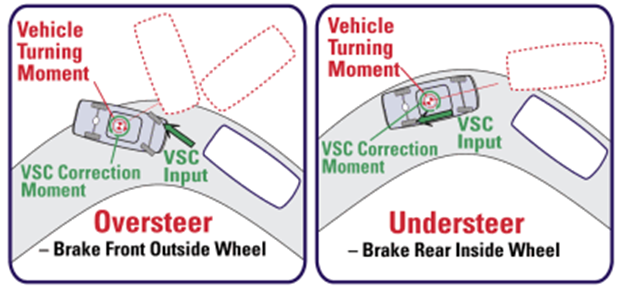 Vehicle
Turning
Moment
VSC Correction
Moment
VSC
Input
Oversteer
– Brake Front Outside Wheel
Vehicle
Turning
Moment
VSC Correction
Moment
VSC
Input
Understeer
– Brake Rear Inside Wheel